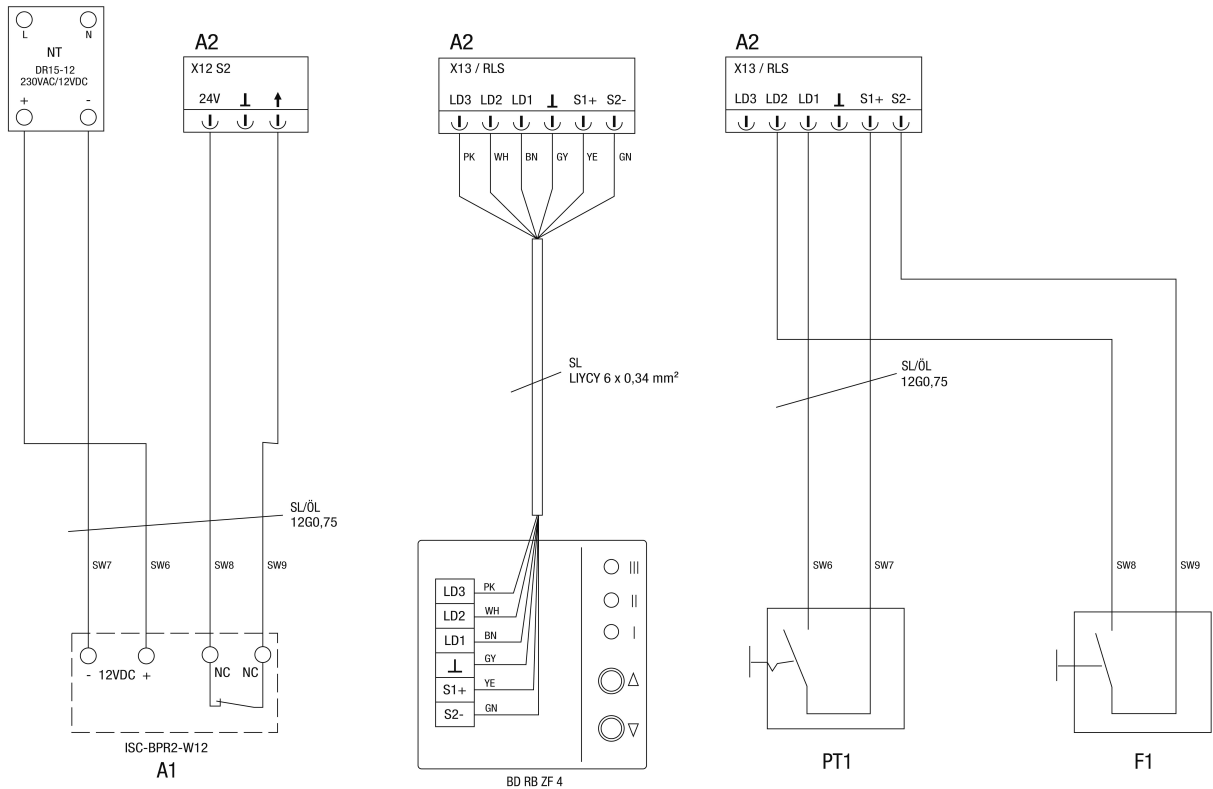 L N
NT
DR15-12
230VAC/12VDC
+ -
A2
X12 S2
24V
SL/ÖL
12G0,75
SW7 SW6 SW8 SW9
- 12VDC + NC NC
ISC-BPR2-W12
A1
A2
X13 / RLS
LD3 LD2 LD1 ⊥ S1+ S2-
PK WH BN GY YE GN
SL
LIYCY 6 x 0,34 mm²
LD3 PK
LD2 WH
LD1 BN
⊥ GY
S1+ YE
S2- GN
III
II
I
BD RB ZF 4
A2
X13 / RLS
LD3 LD2 LD1 ⊥ S1+ S2-
SL/ÖL
12G0,75
SW6 SW7 SW8 SW9
PT1
F1